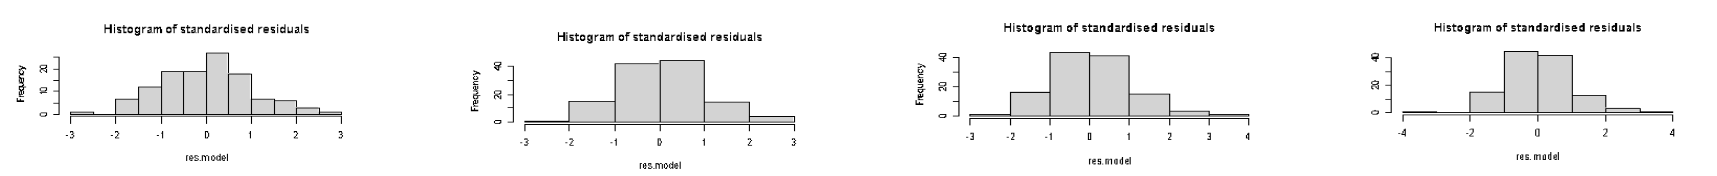 Histogram of standardised residuals
Frequency
20
10
0
-3 -2 -1 0 1 2 3
res.model
Histogram of standardised residuals
Frequency
40
20
0
-3 -2 -1 0 1 2 3
res.model
Histogram of standardised residuals
Frequency
40
20
0
-3 -2 -1 0 1 2 3 4
res.model
Histogram of standardised residuals
Frequency
40
20
0
-4 -2 0 2 4
res.model